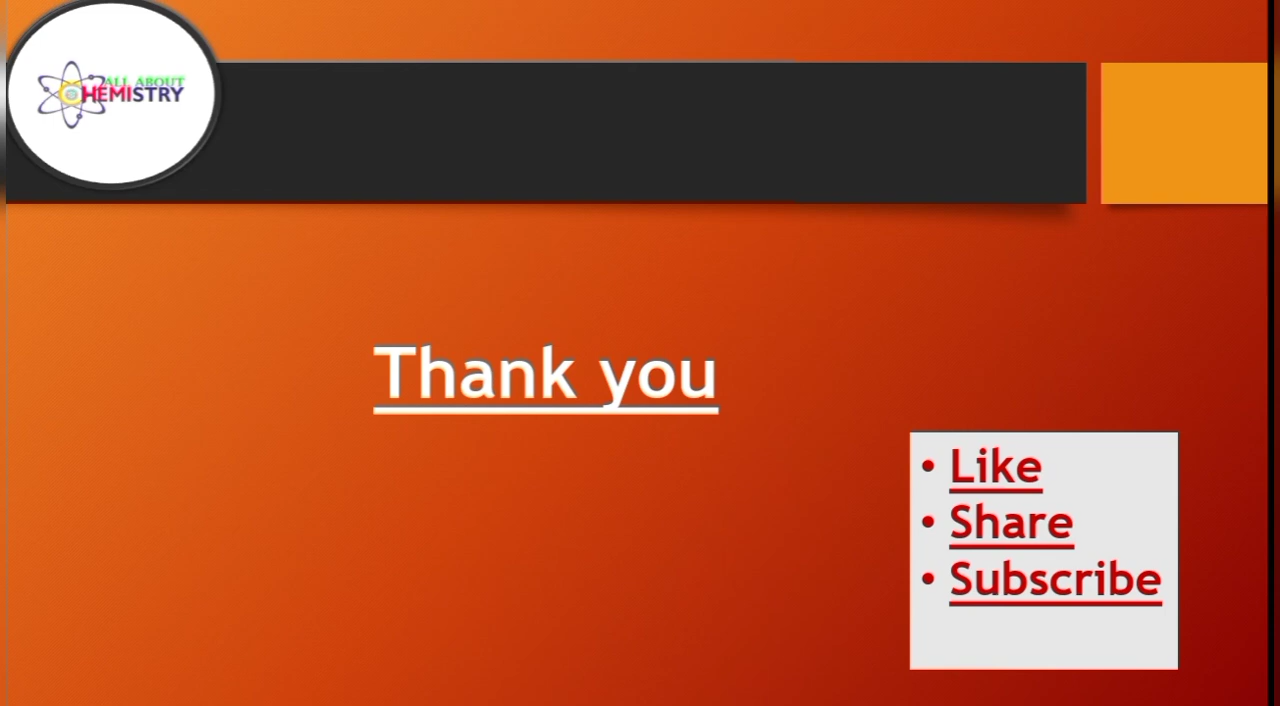 ALL ABOUT
CHEMISTRY
Thank you
• Like
• Share
• Subscribe